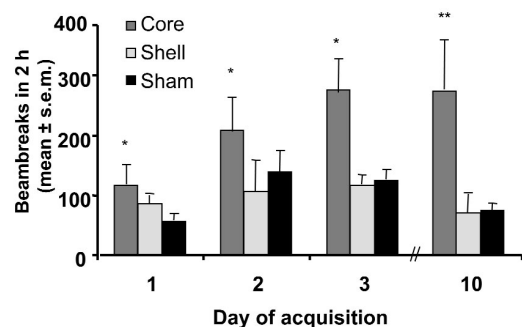 400
300
200
100
0
Beambreaks in 2 h
(mean ± s.e.m.)
Core
Shell
Sham
*
*
*
**
1
2
3
//
10
Day of acquisition